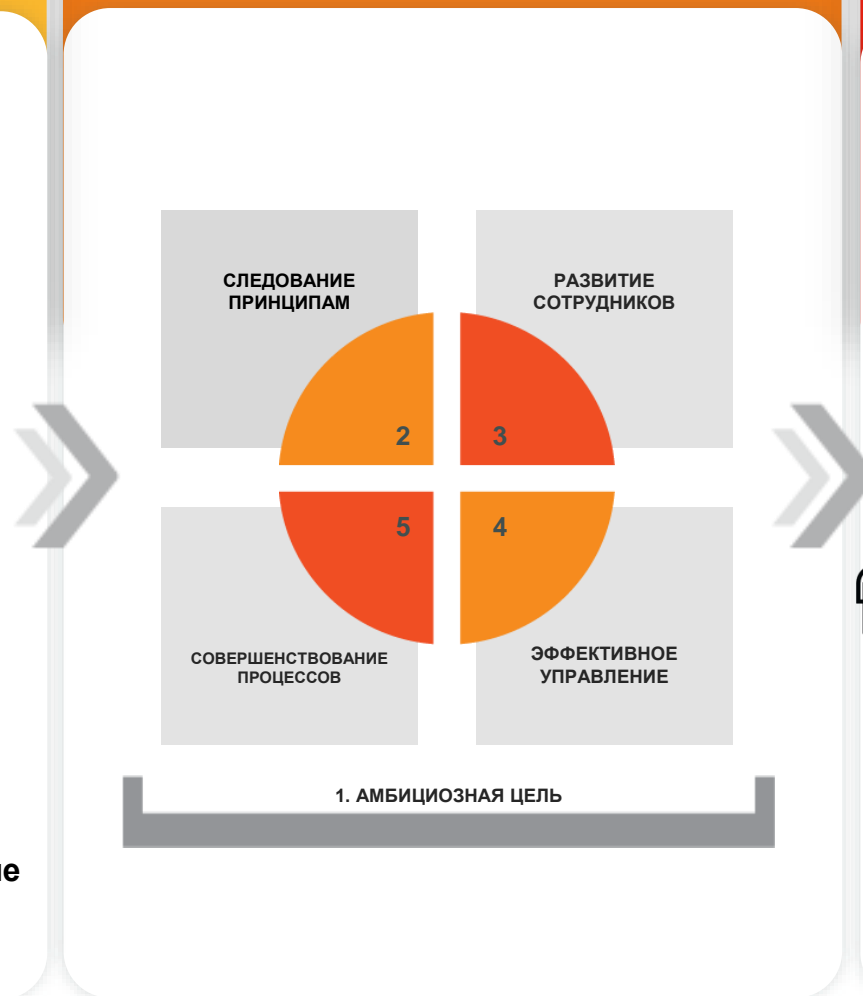 СЛЕДОВАНИЕ
ПРИНЦИПАМ
РАЗВИТИЕ
СОТРУДНИКОВ
2
3
5
4
СОВЕРШЕНСТВОВАНИЕ
ПРОЦЕССОВ
ЭФФЕКТИВНОЕ
УПРАВЛЕНИЕ
1. АМБИЦИОЗНАЯ ЦЕЛЬ